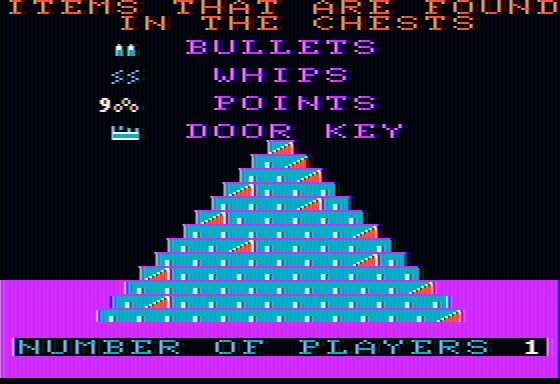 ITEMS THAT ARE FOUND
IN THE CHESTS
BULLETS
WHIPS
POINTS
DOOR KEY
NUMBER OF PLAYERS 1